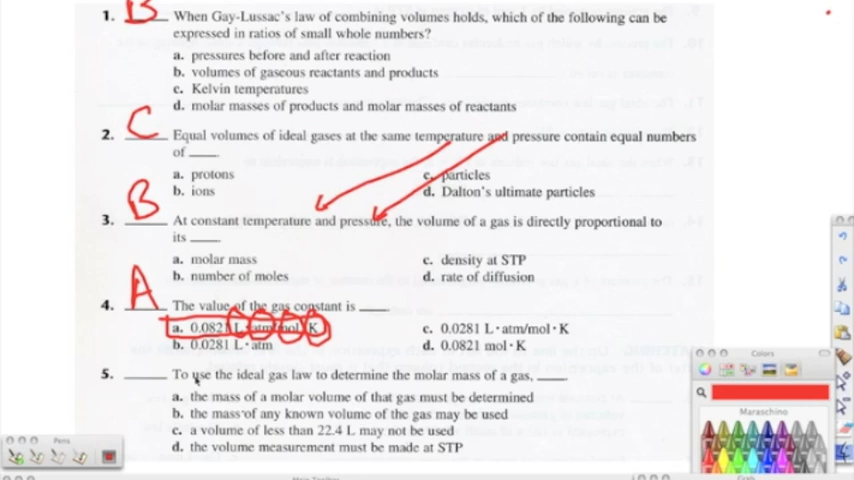 B
1. ____ When Gay-Lussac's law of combining volumes holds, which of the following can be
expressed in ratios of small whole numbers?
a. pressures before and after reaction
b. volumes of gaseous reactants and products
c. Kelvin temperatures
d. molar masses of products and molar masses of reactants
C
2. ____ Equal volumes of ideal gases at the same temperature and pressure contain equal numbers
of ____
a. protons c. particles
b. ions d. Dalton's ultimate particles
B
3. ____ At constant temperature and pressure, the volume of a gas is directly proportional to
its ____
a. molar mass c. density at STP
b. number of moles d. rate of diffusion
A
4. ____ The value of the gas constant is ____
a. 0.0821 L·atm/mol·K c. 0.0281 L·atm/mol·K
b. 0.0281 L·atm d. 0.0821 mol·K
5. ____ To use the ideal gas law to determine the molar mass of a gas, ____.
a. the mass of a molar volume of that gas must be determined
b. the mass of any known volume of the gas may be used
c. a volume of less than 22.4 L may not be used
d. the volume measurement must be made at STP
Colors
Maraschino
Pens